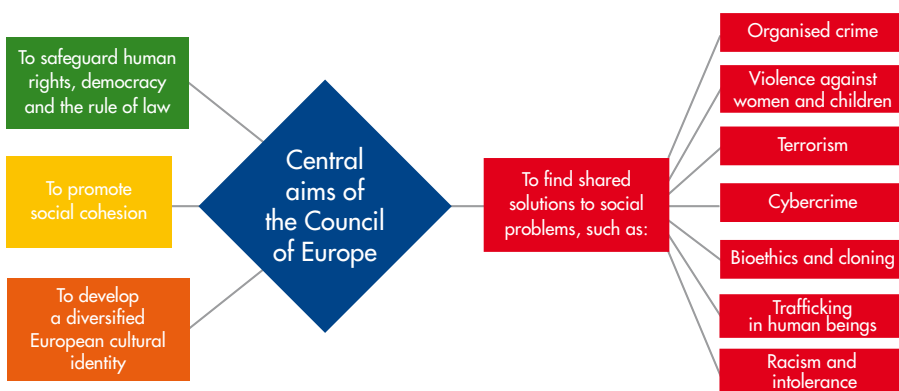 To safeguard human
rights, democracy
and the rule of law
To promote
social cohesion
To develop
a diversified
European cultural
identity
Central
aims of
the Council
of Europe
To find shared
solutions to social
problems, such as:
Organised crime
Violence against
women and children
Terrorism
Cybercrime
Bioethics and cloning
Trafficking
in human beings
Racism and
intolerance